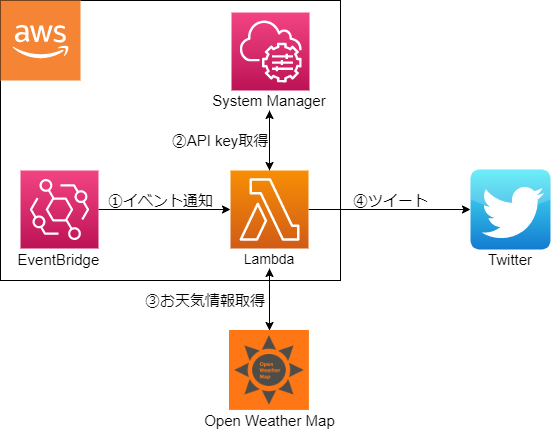 aws
System Manager
②API key取得
①イベント通知
④ツイート
EventBridge
Lambda
Twitter
③お天気情報取得
Open
Weather
Map
Open Weather Map